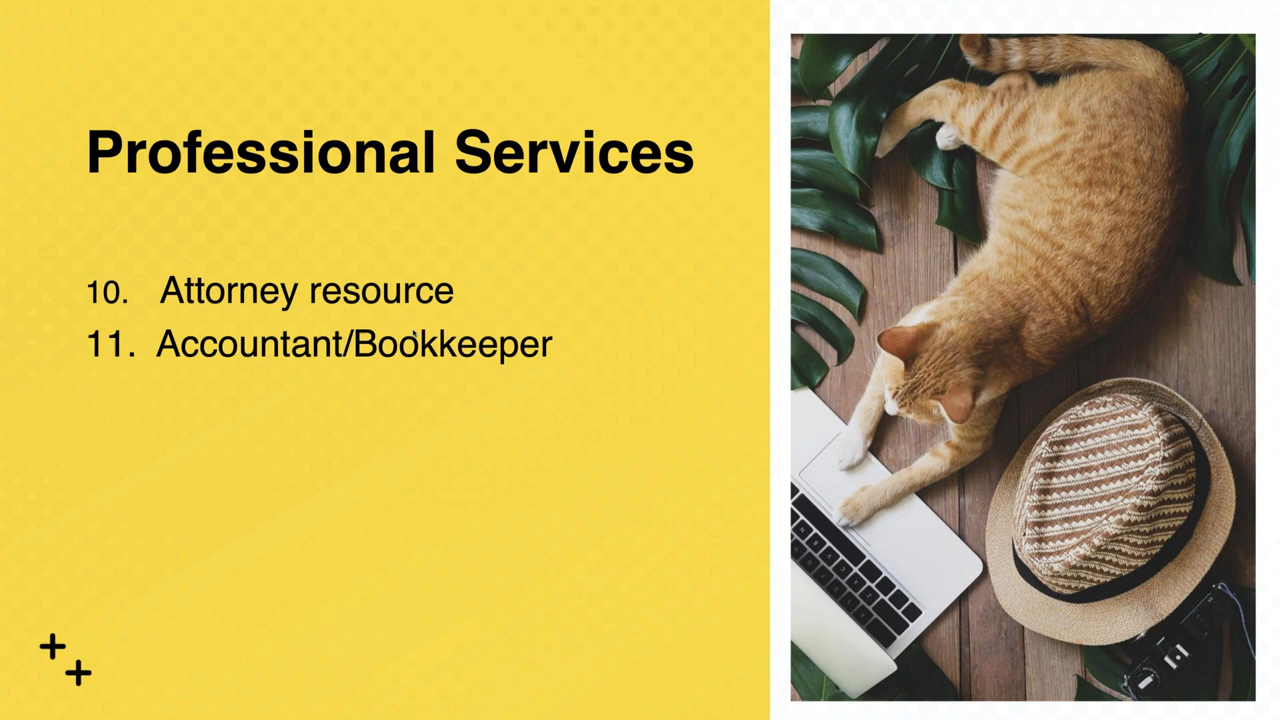 Professional Services
10. Attorney resource
11. Accountant/Bookkeeper